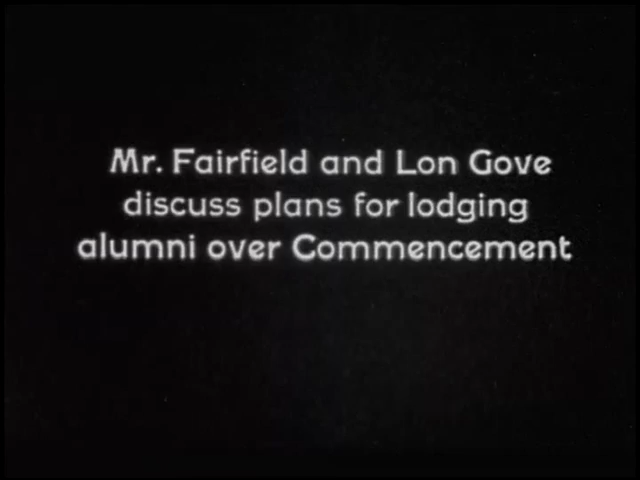 Mr. Fairfield and Lon Gove
discuss plans for lodging
alumni over Commencement